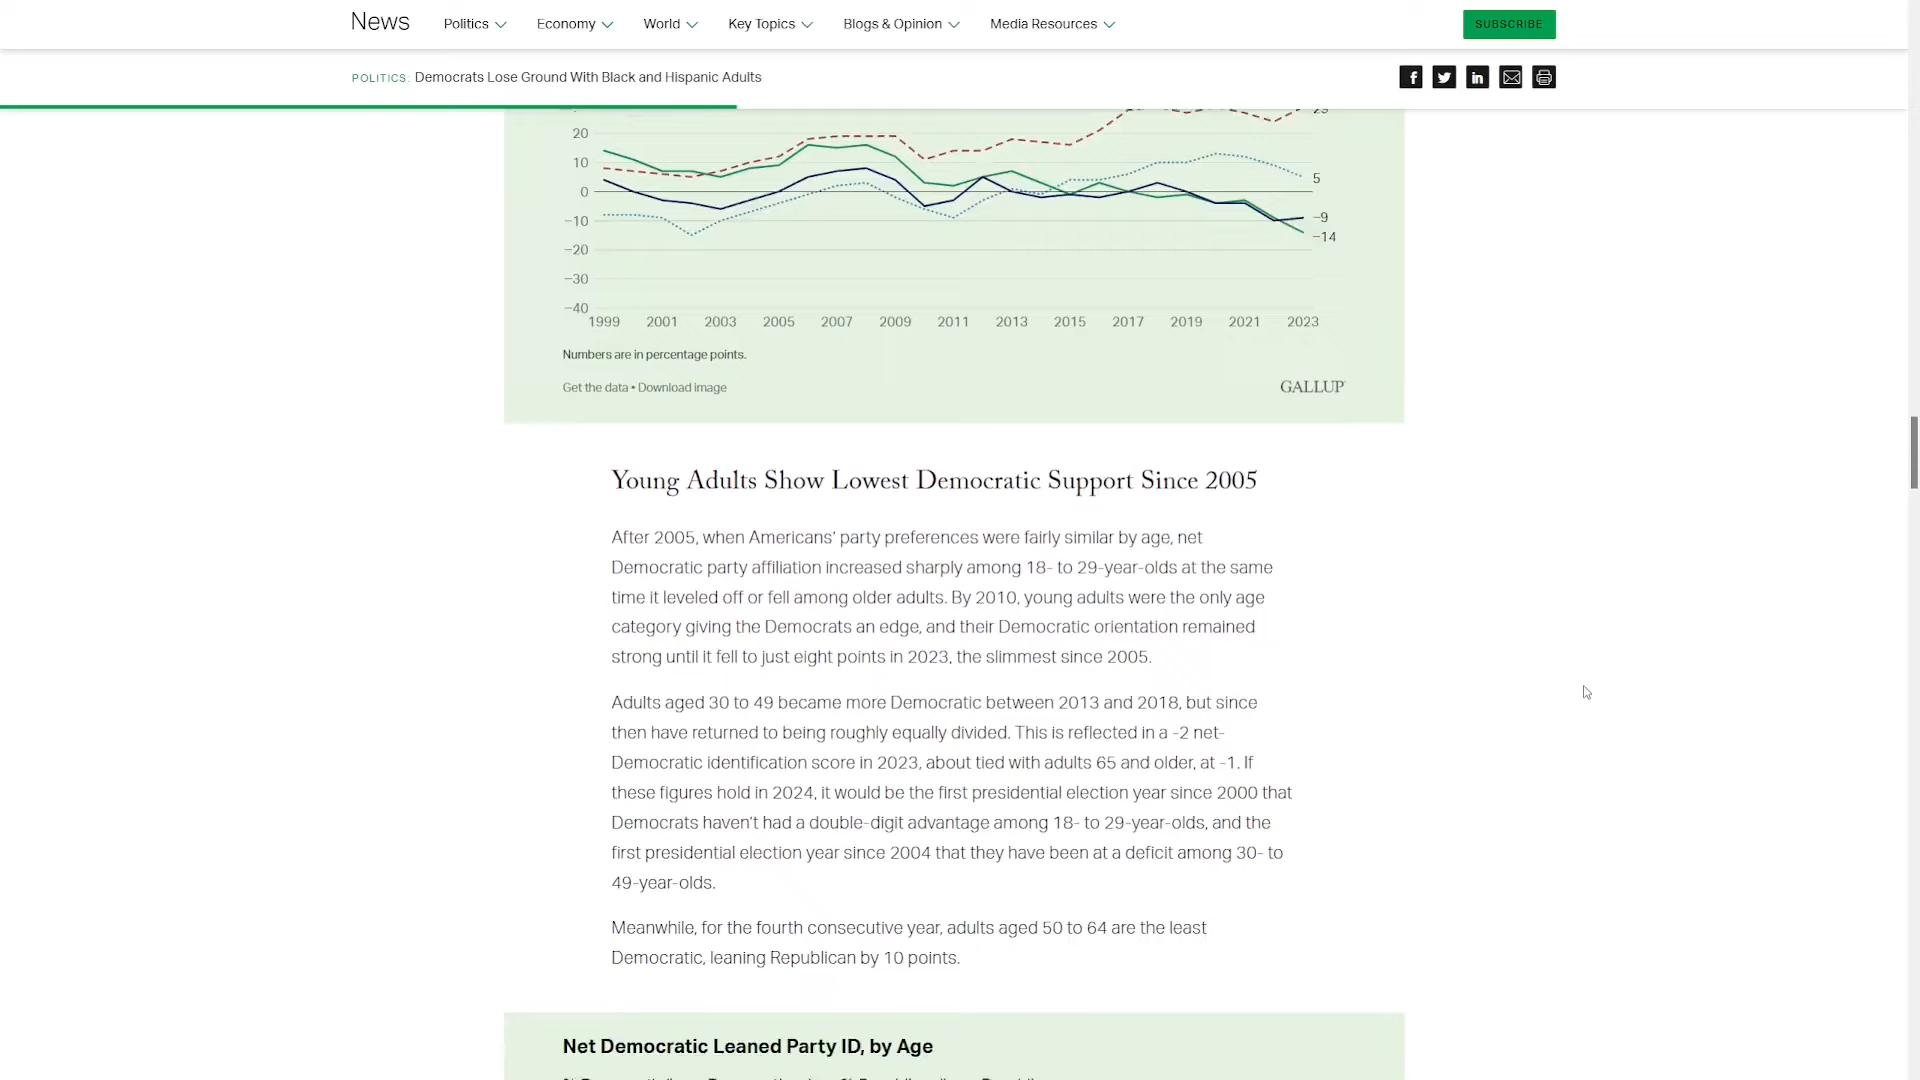 News Politics Economy World Key Topics Blogs & Opinion Media Resources SUBSCRIBE
POLITICS: Democrats Lose Ground With Black and Hispanic Adults
29
20
10
0
5
−10
−9
−14
−20
−30
−40
1999 2001 2003 2005 2007 2009 2011 2013 2015 2017 2019 2021 2023
Numbers are in percentage points.
Get the data • Download image
GALLUP
Young Adults Show Lowest Democratic Support Since 2005
After 2005, when Americans’ party preferences were fairly similar by age, net
Democratic party affiliation increased sharply among 18- to 29-year-olds at the same
time it leveled off or fell among older adults. By 2010, young adults were the only age
category giving the Democrats an edge, and their Democratic orientation remained
strong until it fell to just eight points in 2023, the slimmest since 2005.
Adults aged 30 to 49 became more Democratic between 2013 and 2018, but since
then have returned to being roughly equally divided. This is reflected in a -2 net-
Democratic identification score in 2023, about tied with adults 65 and older, at -1. If
these figures hold in 2024, it would be the first presidential election year since 2000 that
Democrats haven’t had a double-digit advantage among 18- to 29-year-olds, and the
first presidential election year since 2004 that they have been at a deficit among 30- to
49-year-olds.
Meanwhile, for the fourth consecutive year, adults aged 50 to 64 are the least
Democratic, leaning Republican by 10 points.
Net Democratic Leaned Party ID, by Age